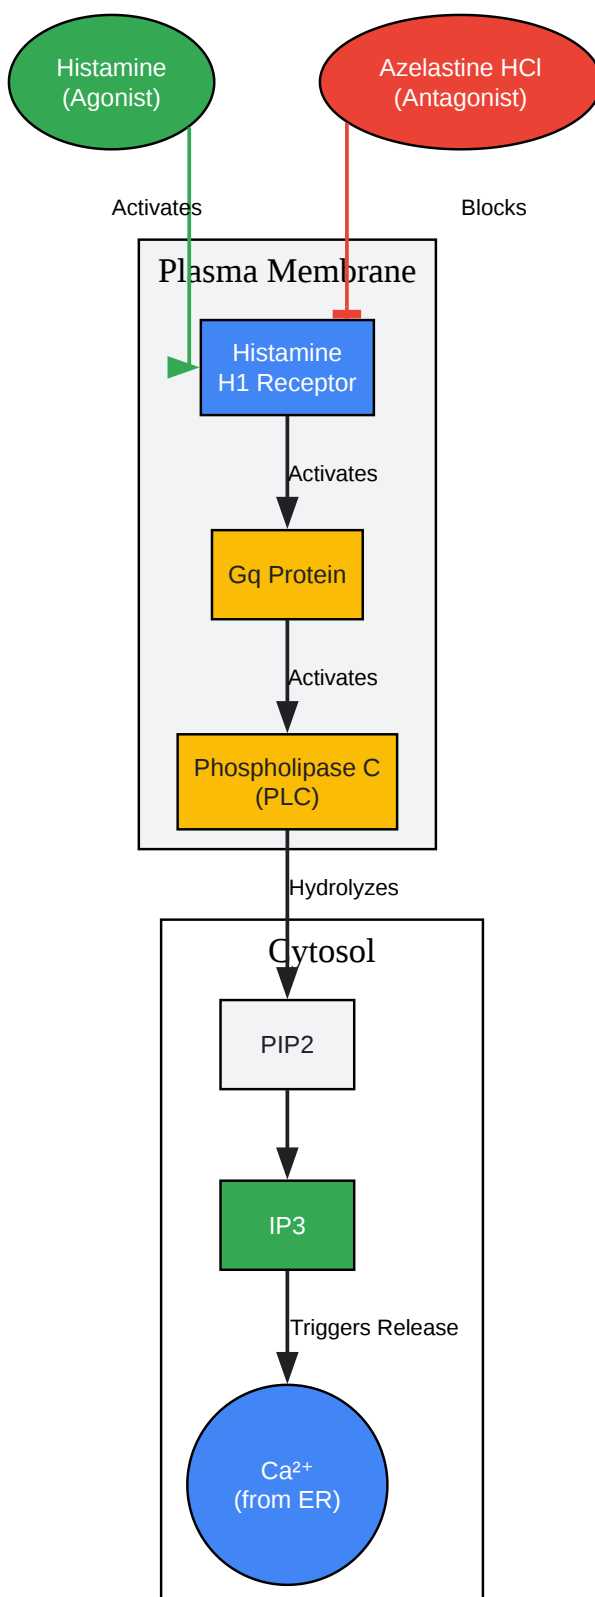 Histamine
(Agonist)
Azelastine HCl
(Antagonist)
Activates
Blocks
Plasma Membrane
Histamine
H1 Receptor
Activates
Gq Protein
Activates
Phospholipase C
(PLC)
Hydrolyzes
Cytosol
PIP2
IP3
Triggers Release
Ca²⁺
(from ER)